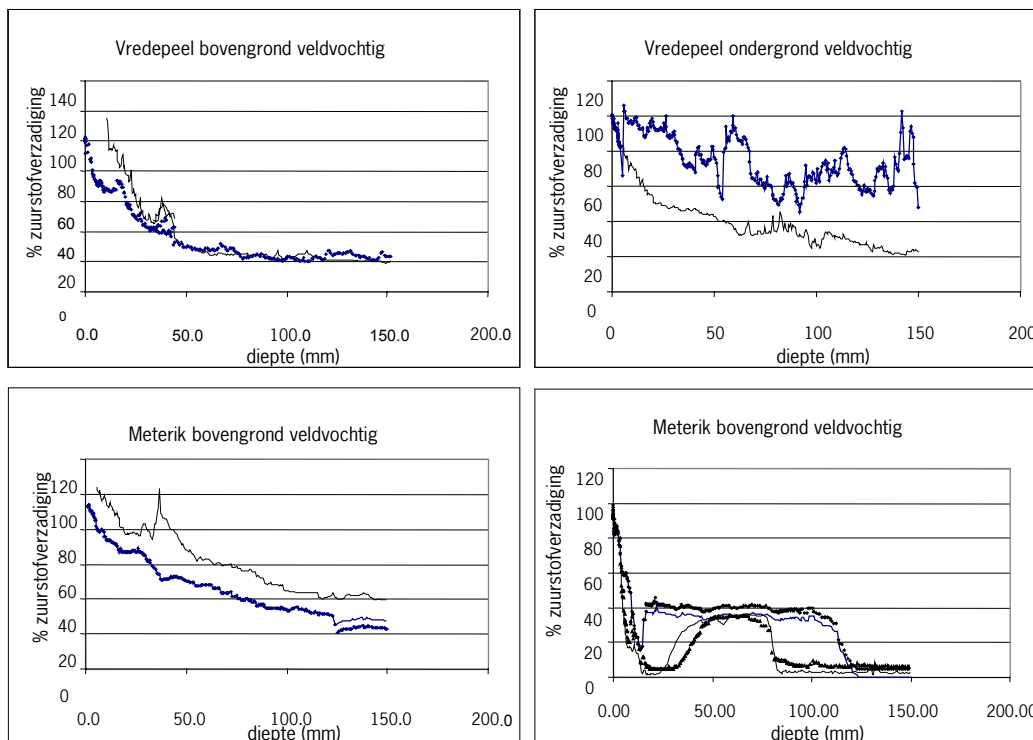 Vredepeel bovengrond veldvochtig
% zuurstofverzadiging
140
120
100
80
60
40
20
0
0.0 50.0 100.0 150.0 200.0
diepte (mm)
Vredepeel ondergrond veldvochtig
% zuurstofverzadiging
120
100
80
60
40
20
0
0 50 100 150 200
diepte (mm)
Meterik bovengrond veldvochtig
% zuurstofverzadiging
120
100
80
60
40
20
0
0.0 50.0 100.0 150.0 200.0
diepte (mm)
Meterik bovengrond veldvochtig
% zuurstofverzadiging
120
100
80
60
40
20
0
0.00 50.00 100.00 150.00 200.0
diepte (mm)